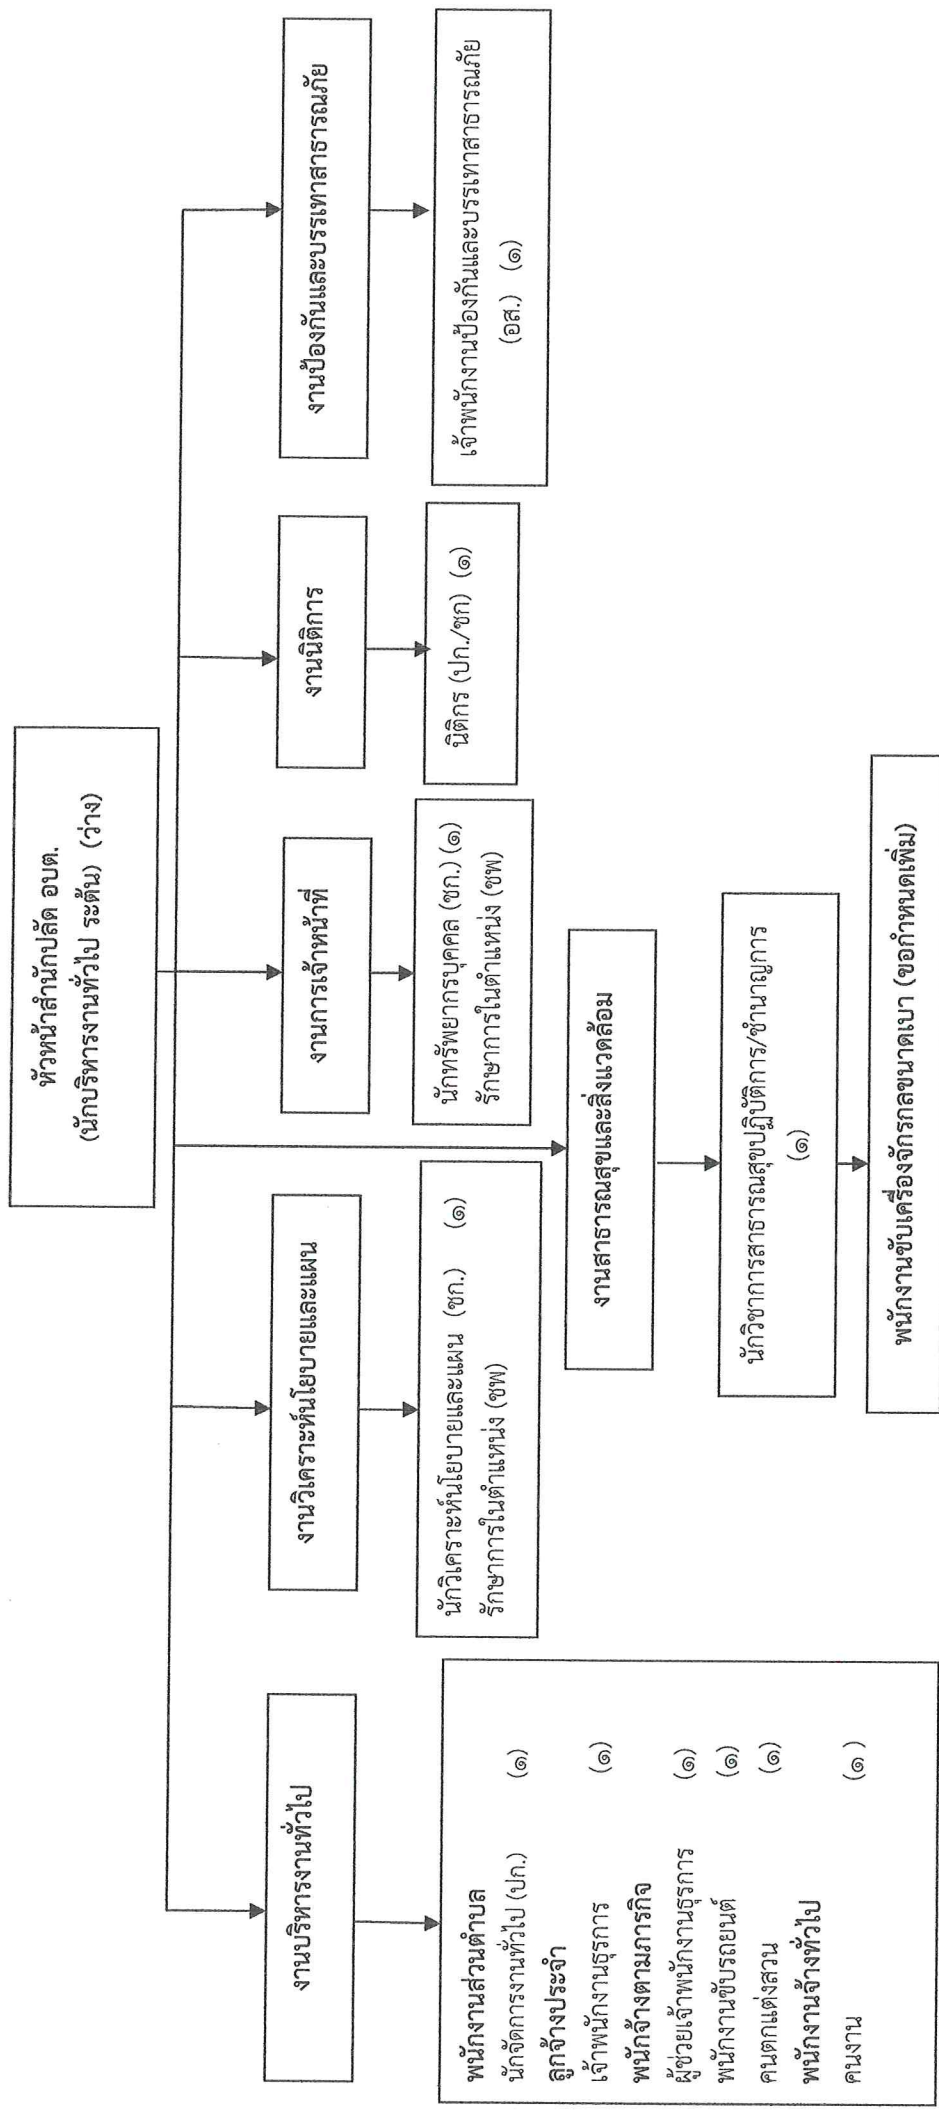 หัวหน้าสำนักปลัด อบต.
(นักบริหารงานทั่วไป ระต้น) (ว่าง)
งานบริหารงานทั่วไป
งานวิเคราะห์นโยบายและแผน
งานการเจ้าหน้าที่
งานนิติการ
งานป้องกันและบรรเทาสาธารณภัย
พนักงานส่วนตำบล
นักจัดการงานทั่วไป (ปก.) (๑)
ลูกจ้างประจำ
เจ้าพนักงานธุรการ (๑)
พนักจ้างตามภารกิจ
ผู้ช่วยเจ้าพนักงานธุรการ (๑)
พนักงานขับรถยนต์ (๑)
คนตกแต่งสวน (๑)
พนักงานจ้างทั่วไป
คนงาน (๑ )
นักวิเคราะห์นโยบายและแผน (ชก.) (๑)
รักษาการในตำแหน่ง (ชพ)
นักทรัพยากรบุคคล (ชก.) (๑)
รักษาการในตำแหน่ง (ชพ)
นิติกร (ปก./ชก) (๑)
เจ้าพนักงานป้องกันและบรรเทาสาธารณภัย
(อส.) (๑)
งานสาธารณสุขและสิ่งแวดล้อม
นักวิชาการสาธารณสุขปฏิบัติการ/ชำนาญการ
(๑)
พนักงานขับเครื่องจักรกลขนาดเบา (ขอกำหนดเพิ่ม)